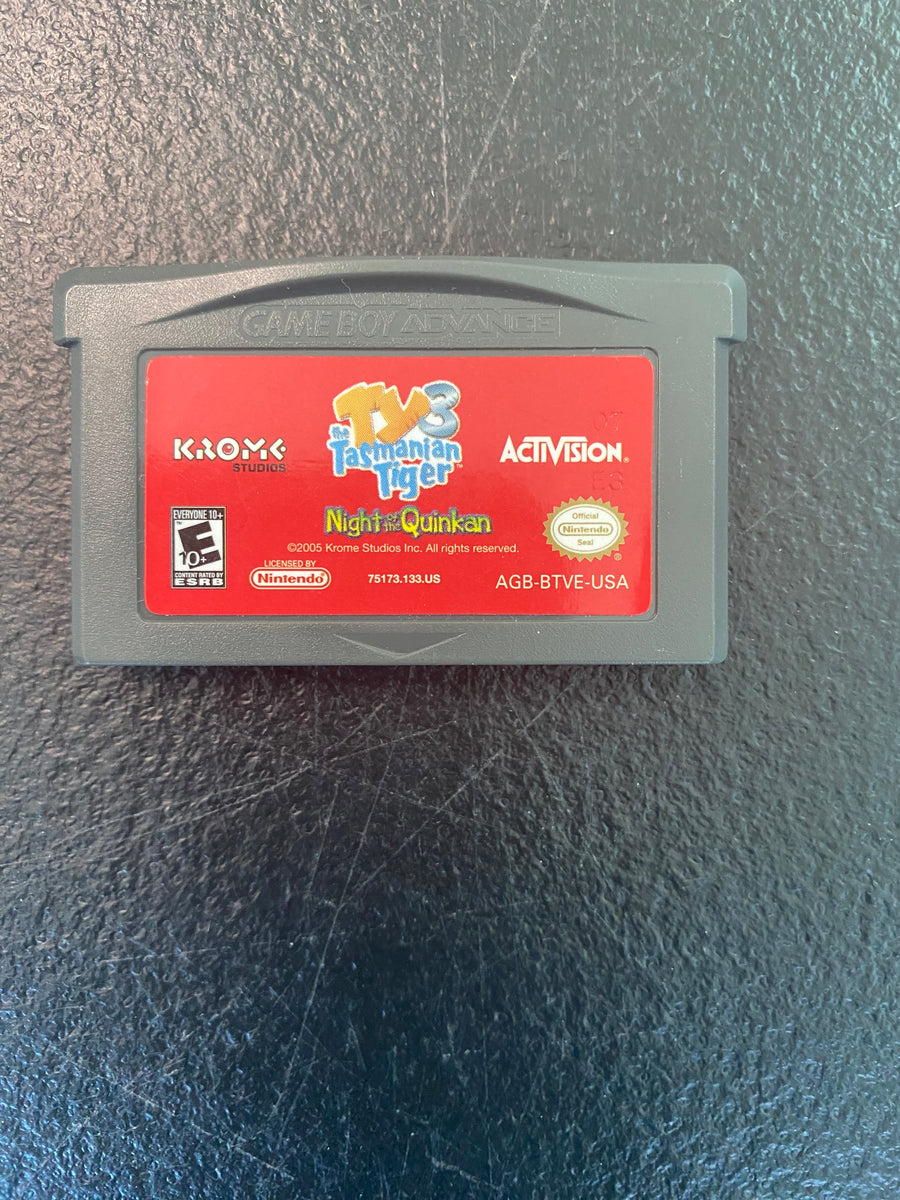 GAME BOY ADVANCE
KROME
STUDIOS
TY 3
the
Tasmanian
Tiger™
Night of the Quinkan
ACTIVISION®
07
E3
EVERYONE 10+
™
E
10+
CONTENT RATED BY
ESRB
©2005 Krome Studios Inc. All rights reserved.
LICENSED BY
Nintendo®
75173.133.US
Official
Nintendo
Seal
®
AGB-BTVE-USA